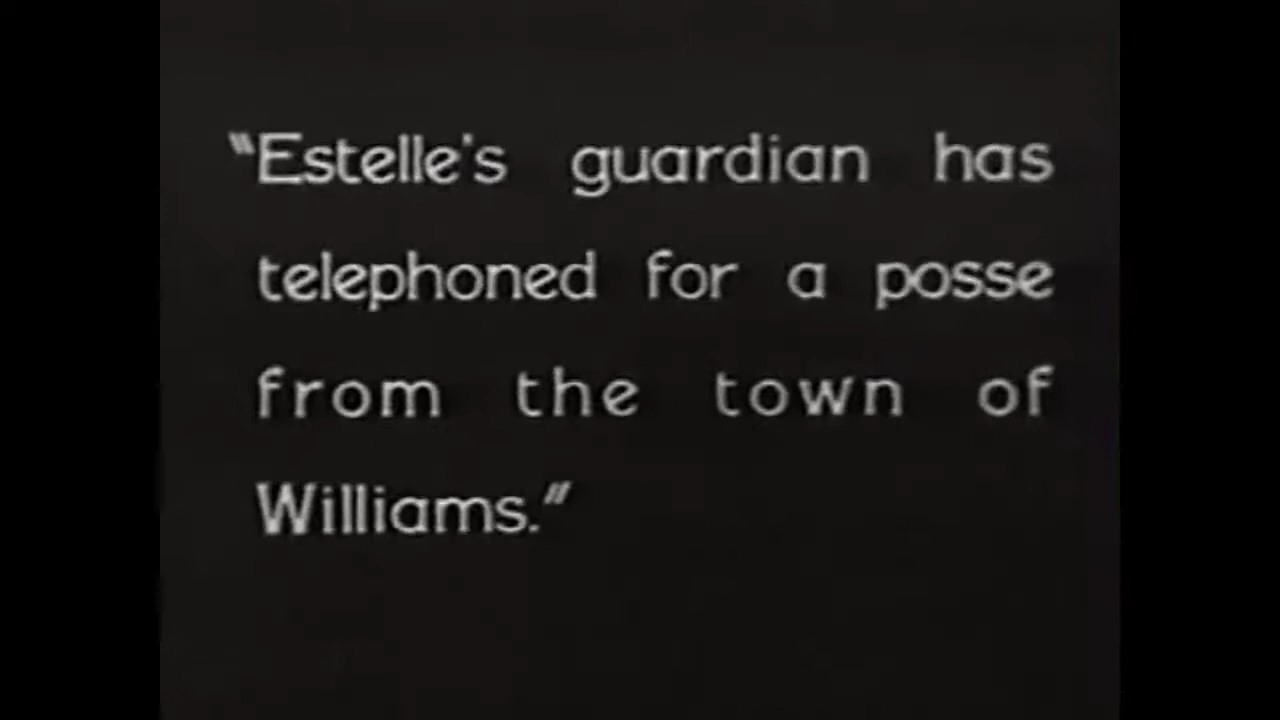 "Estelle's guardian has
telephoned for a posse
from the town of
Williams."